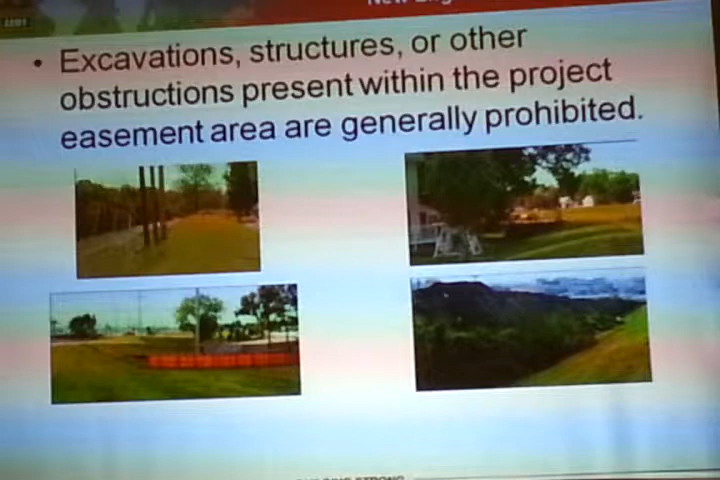 • Excavations, structures, or other
obstructions present within the project
easement area are generally prohibited.